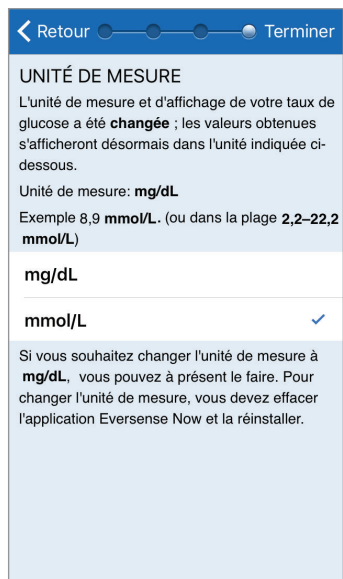 Retour Terminer
UNITÉ DE MESURE
L'unité de mesure et d'affichage de votre taux de
glucose a été changée ; les valeurs obtenues
s'afficheront désormais dans l'unité indiquée ci-
dessous.
Unité de mesure: mg/dL
Exemple 8,9 mmol/L. (ou dans la plage 2,2–22,2
mmol/L)
mg/dL
mmol/L
Si vous souhaitez changer l'unité de mesure à
mg/dL, vous pouvez à présent le faire. Pour
changer l'unité de mesure, vous devez effacer
l'application Eversense Now et la réinstaller.